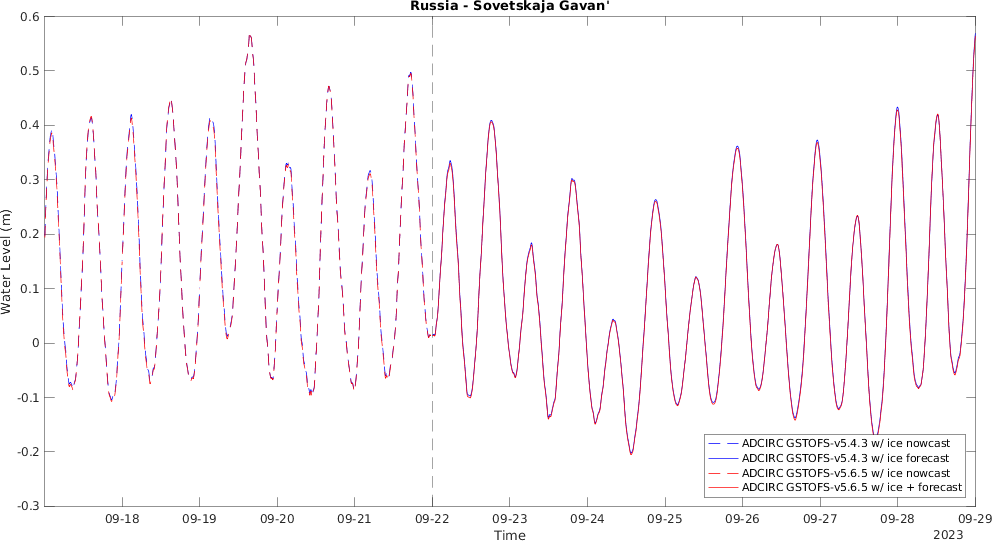 Russia - Sovetskaja Gavan'
0.6
0.5
0.4
0.3
0.2
0.1
0
-0.1
-0.2
-0.3
Water Level (m)
ADCIRC GSTOFS-v5.4.3 w/ ice nowcast
ADCIRC GSTOFS-v5.4.3 w/ ice forecast
ADCIRC GSTOFS-v5.6.5 w/ ice nowcast
ADCIRC GSTOFS-v5.6.5 w/ ice + forecast
09-18 09-19 09-20 09-21 09-22 09-23 09-24 09-25 09-26 09-27 09-28 09-29
Time
2023